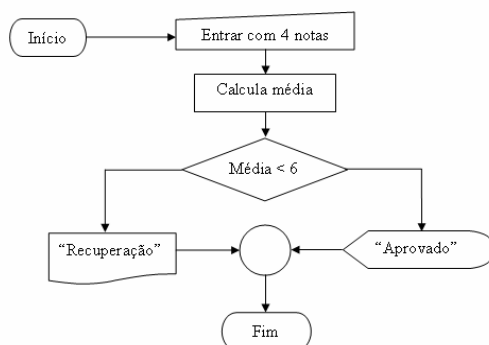 Início
Entrar com 4 notas
Calcula média
Média < 6
“Recuperação”
“Aprovado”
Fim